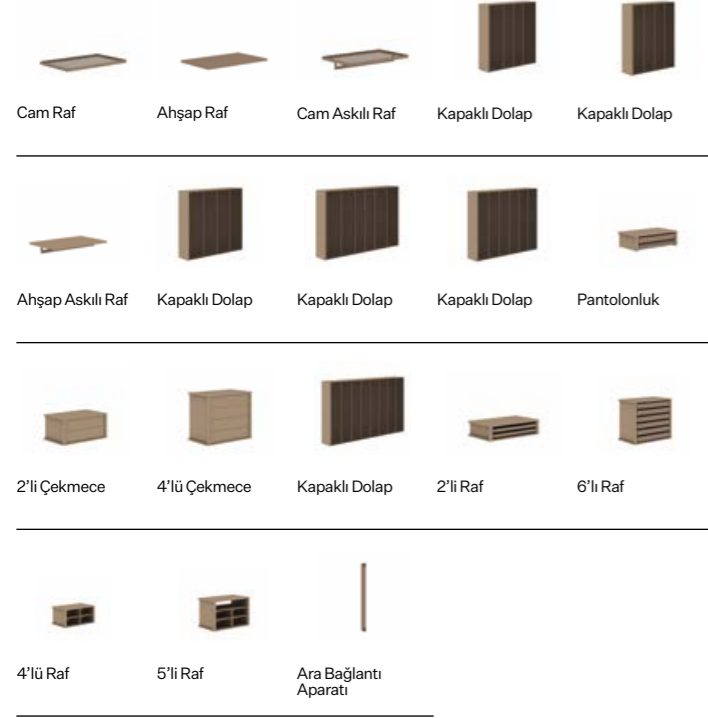 Cam Raf
Ahşap Raf
Cam Askılı Raf
Kapaklı Dolap
Kapaklı Dolap
Ahşap Askılı Raf
Kapaklı Dolap
Kapaklı Dolap
Kapaklı Dolap
Pantolonluk
2’li Çekmece
4’lü Çekmece
Kapaklı Dolap
2’li Raf
6’lı Raf
4’lü Raf
5’li Raf
Ara Bağlantı
Aparatı